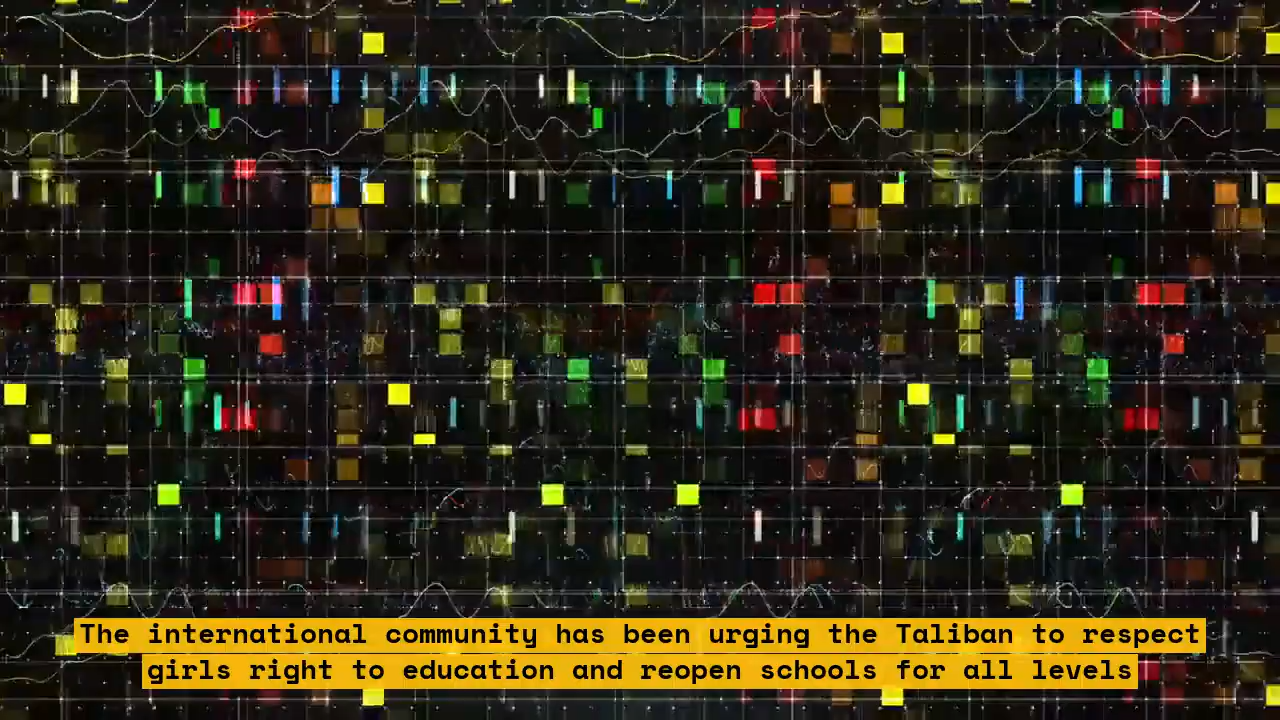 The international community has been urging the Taliban to respect
girls right to education and reopen schools for all levels